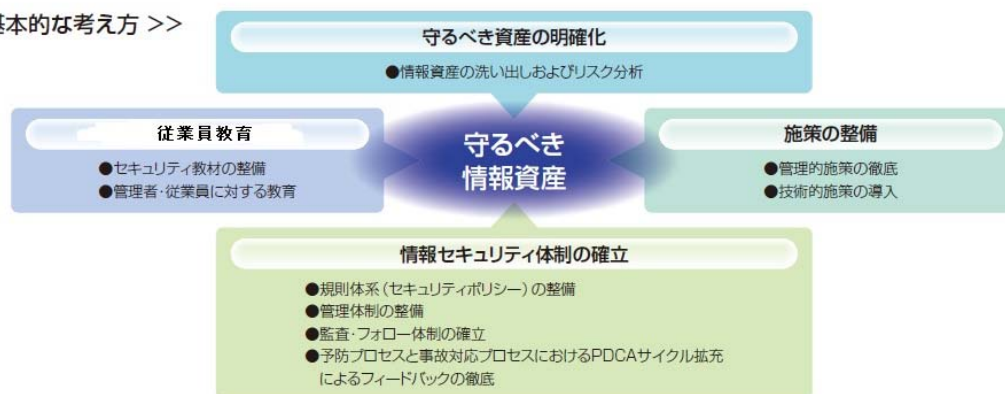 基本的な考え方 >>
守るべき資産の明確化
●情報資産の洗い出しおよびリスク分析
従業員教育
●セキュリティ教材の整備
●管理者・従業員に対する教育
守るべき
情報資産
施策の整備
●管理的施策の徹底
●技術的施策の導入
情報セキュリティ体制の確立
●規則体系(セキュリティポリシー)の整備
●管理体制の整備
●監査・フォロー体制の確立
●予防プロセスと事故対応プロセスにおけるPDCAサイクル拡充
によるフィードバックの徹底